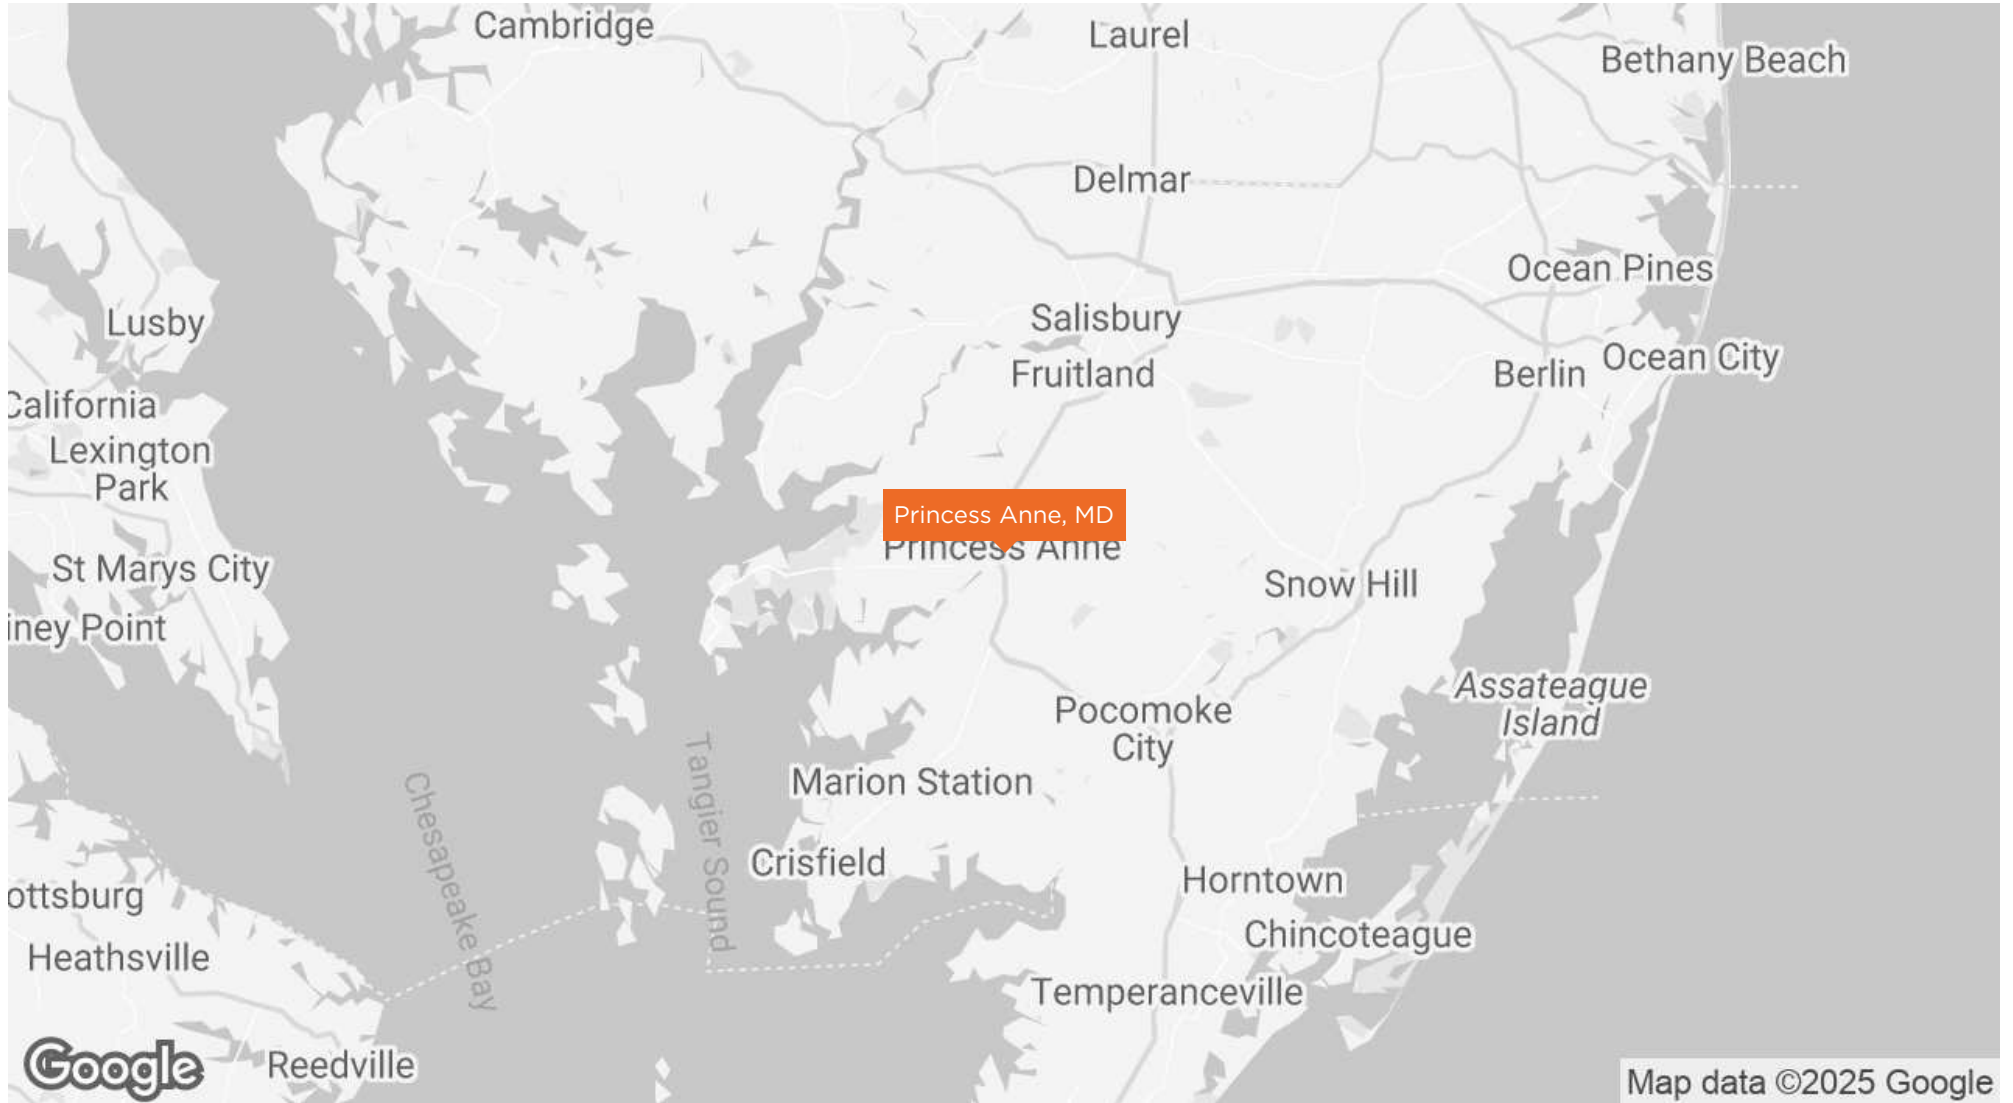 Cambridge
Laurel
Bethany Beach
Delmar
Ocean Pines
Lusby
Salisbury
Fruitland
Berlin
Ocean City
California
Lexington
Park
Princess Anne, MD
Princess Anne
St Marys City
Snow Hill
iney Point
Assateague
Island
Pocomoke
City
Tangier Sound
Marion Station
Chesapeake Bay
Crisfield
Horntown
ottsburg
Chincoteague
Heathsville
Temperanceville
Google
Reedville
Map data ©2025 Google